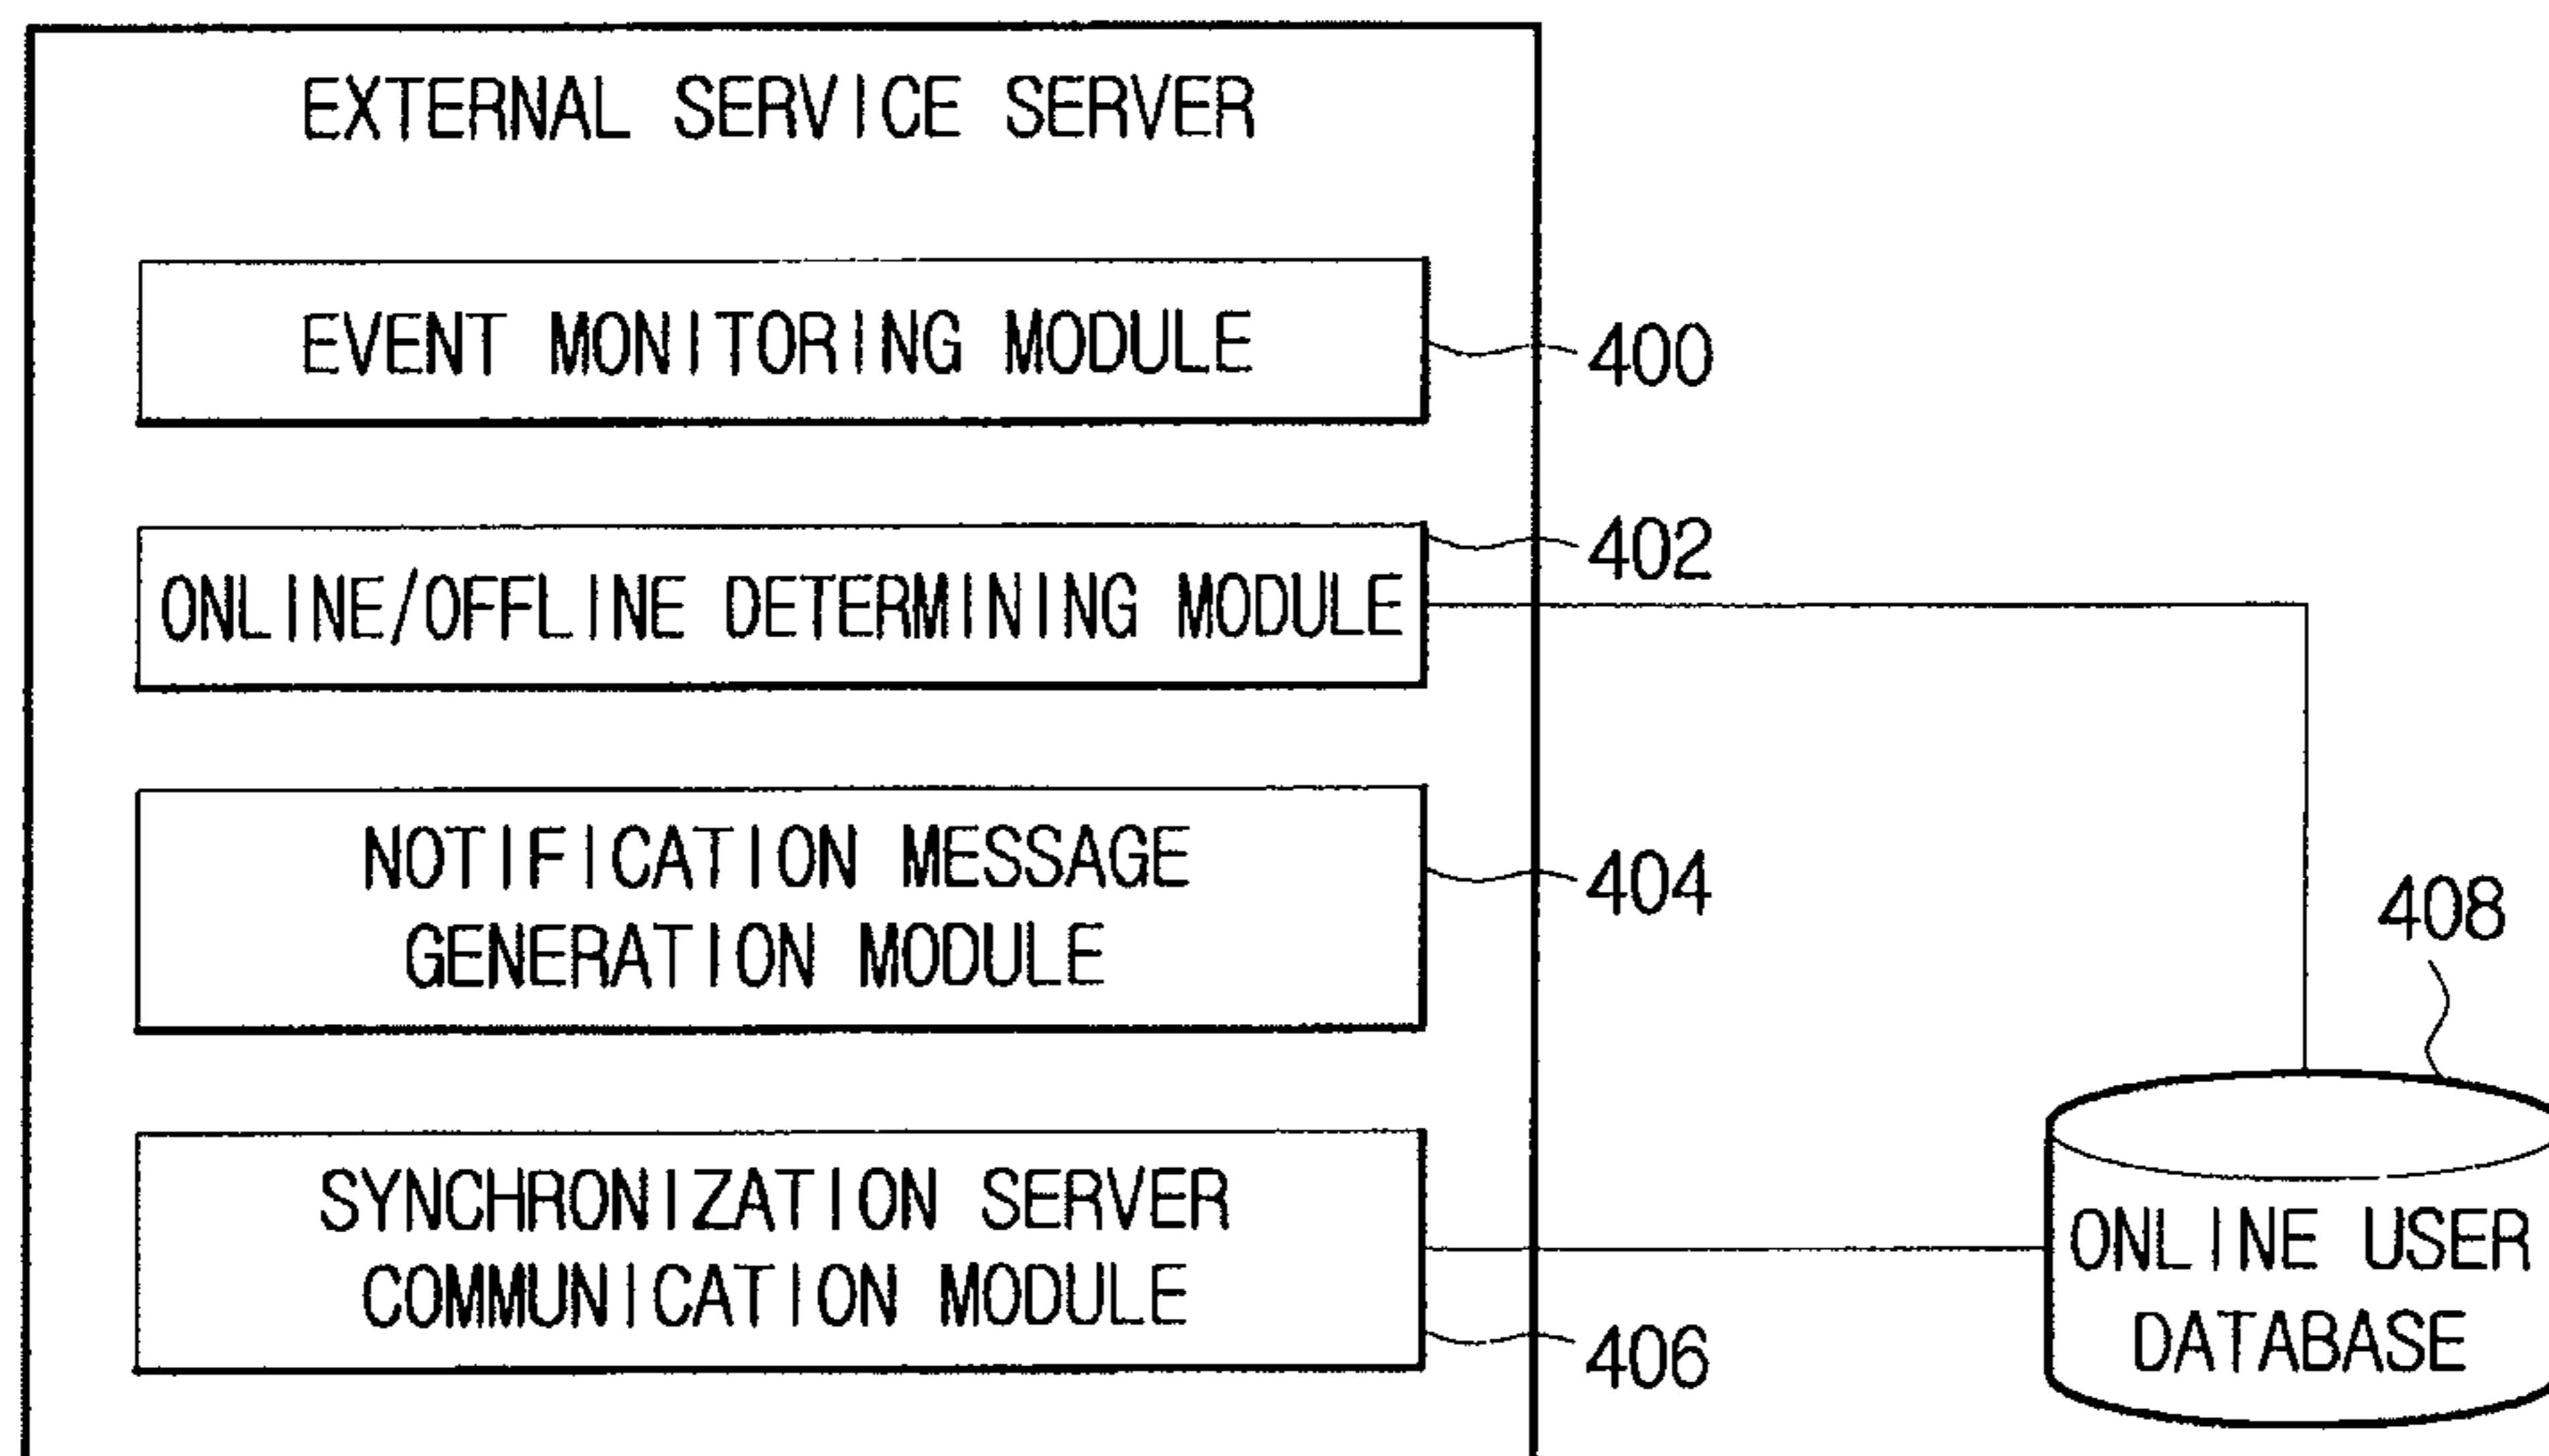 EXTERNAL SERVICE SERVER
EVENT MONITORING MODULE
400
402
ONLINE/OFFLINE DETERMINING MODULE
NOTIFICATION MESSAGE
GENERATION MODULE
404
408
SYNCHRONIZATION SERVER
COMMUNICATION MODULE
406
ONLINE USER
DATABASE